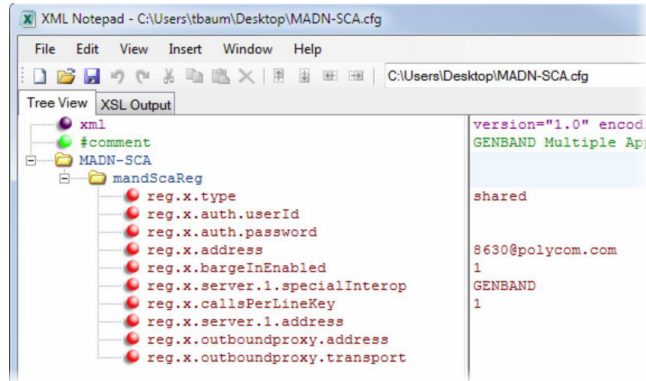 XML Notepad - C:\Users\tbaum\Desktop\MADN-SCA.cfg
File Edit View Insert Window Help
C:\Users\Desktop\MADN-SCA.cfg
Tree View XSL Output
xml version="1.0" encodi
#comment GENBAND Multiple App
MADN-SCA
mandScaReg
reg.x.type shared
reg.x.auth.userId
reg.x.auth.password
reg.x.address 8630@polycom.com
reg.x.bargeInEnabled 1
reg.x.server.1.specialInterop GENBAND
reg.x.callsPerLineKey 1
reg.x.server.1.address
reg.x.outboundproxy.address
reg.x.outboundproxy.transport